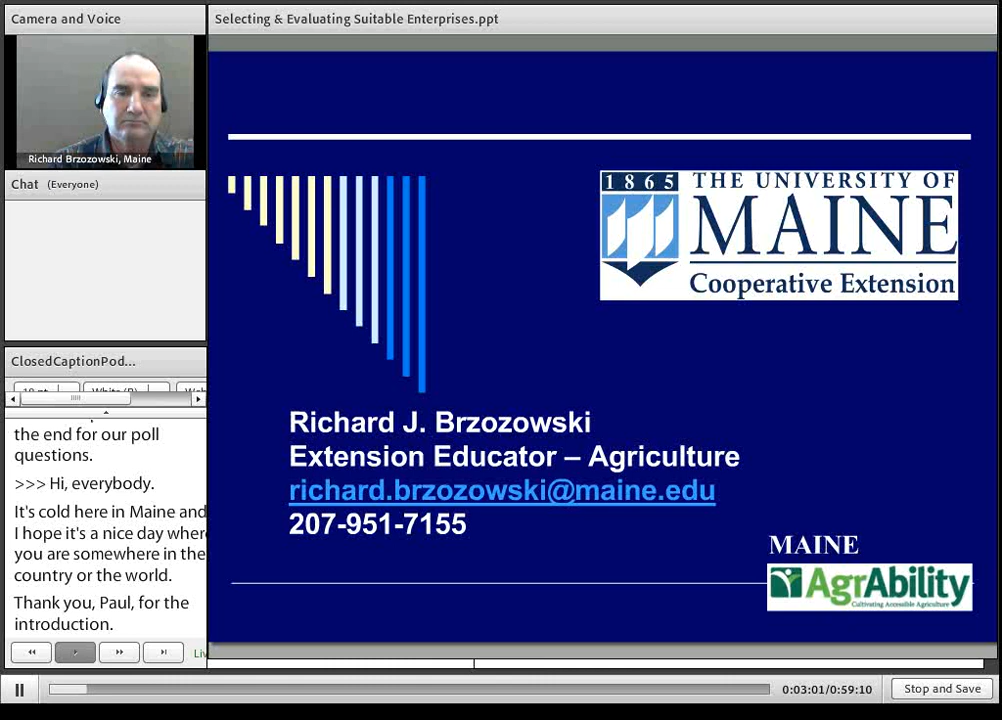 Camera and Voice
Selecting & Evaluating Suitable Enterprises.ppt
Richard Brzozowski, Maine
Chat (Everyone)
1865 THE UNIVERSITY OF
MAINE
Cooperative Extension
ClosedCaptionPod...
the end for our poll
questions.
>>> Hi, everybody.
It's cold here in Maine and
I hope it's a nice day wher
you are somewhere in the
country or the world.
Thank you, Paul, for the
introduction.
Richard J. Brzozowski
Extension Educator – Agriculture
richard.brzozowski@maine.edu
207-951-7155
MAINE
AgrAbility
Cultivating Accessible Agriculture
0:03:01/0:59:10
Stop and Save